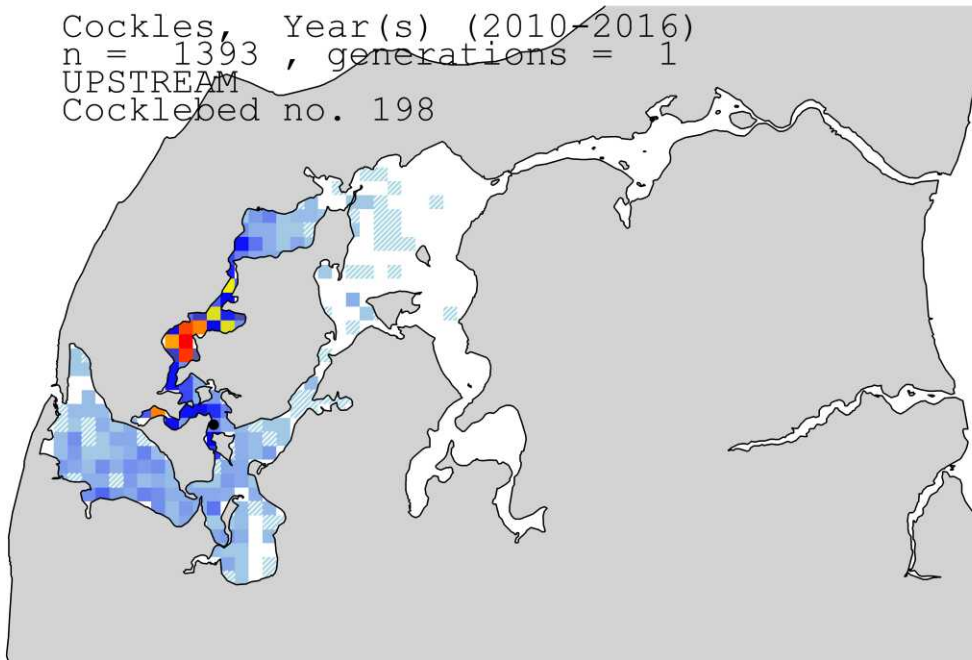 Cockles, Year(s) (2010-2016)
n = 1393 , generations = 1
UPSTREAM
Cocklebed no. 198